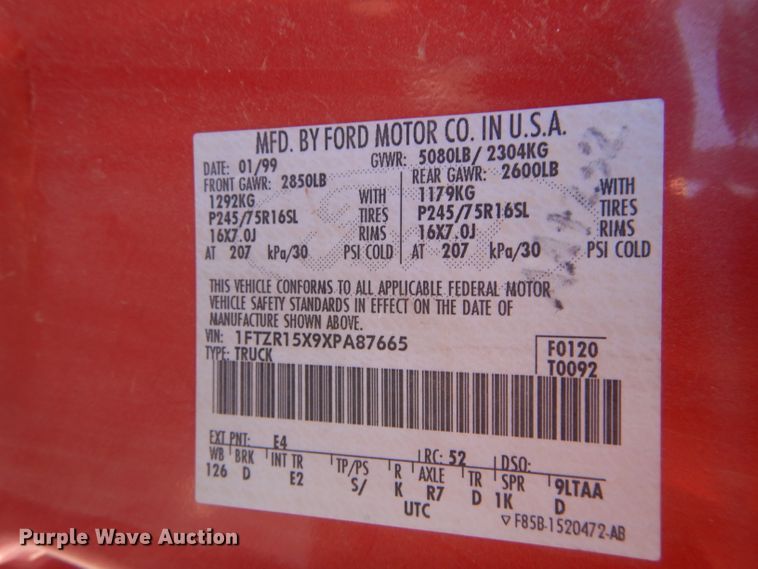 MFD. BY FORD MOTOR CO. IN U.S.A.
DATE: 01/99 GVWR: 5080LB/ 2304KG
FRONT GAWR: 2850LB REAR GAWR: 2600LB
1292KG WITH 1179KG WITH
P245/75R16SL TIRES P245/75R16SL TIRES
16X7.0J RIMS 16X7.0J RIMS
AT 207 kPa/30 PSI COLD AT 207 kPa/30 PSI COLD
THIS VEHICLE CONFORMS TO ALL APPLICABLE FEDERAL MOTOR
VEHICLE SAFETY STANDARDS IN EFFECT ON THE DATE OF
MANUFACTURE SHOWN ABOVE.
VIN: 1FTZR15X9XPA87665 F0120
TYPE: TRUCK T0092
EXT PNT: E4 RC: 52 DSO:
WB BRK INT TR TP/PS R AXLE TR SPR 9LTAA
126 D E2 S/ K R7 D 1K D
UTC ▽F85B-1520472-AB
Purple Wave Auction